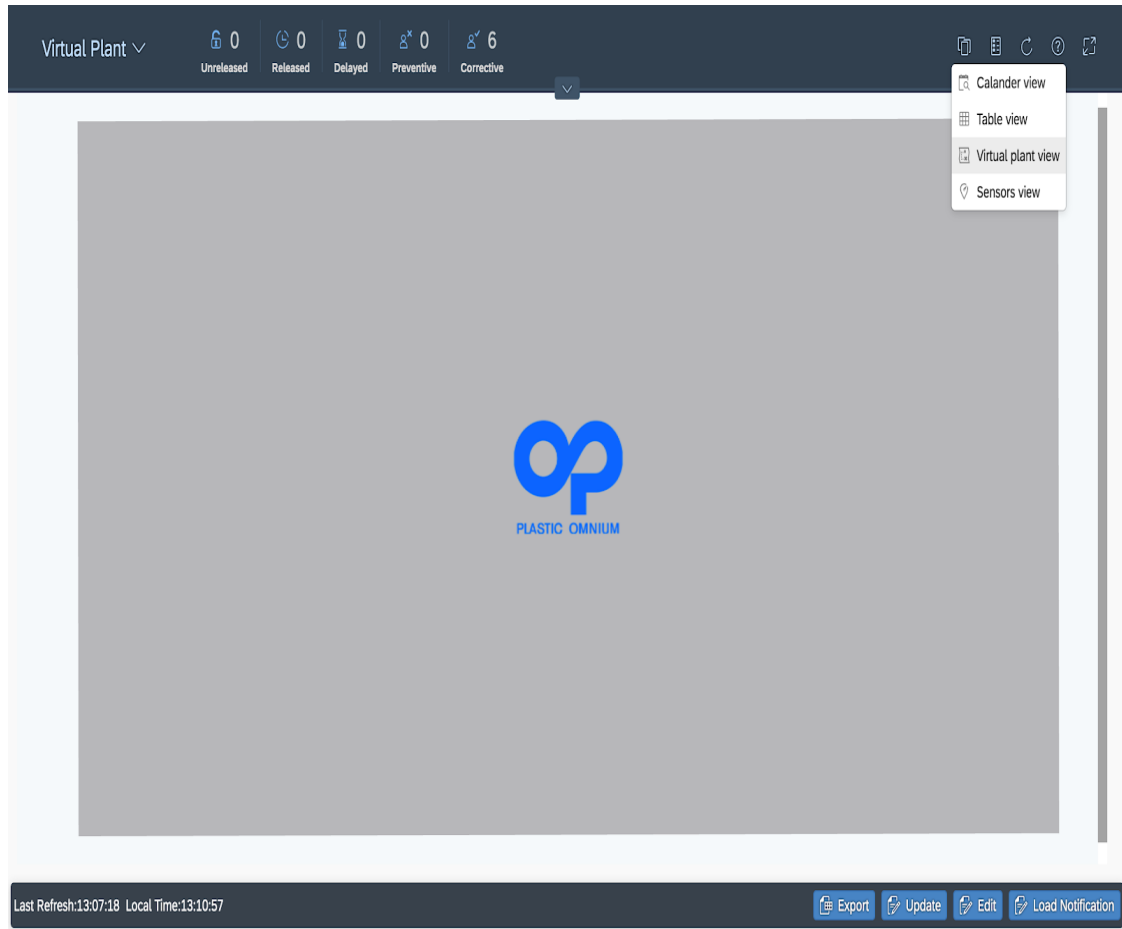 Virtual Plant
0
Unreleased
0
Released
0
Delayed
0
Preventive
6
Corrective
Calander view
Table view
Virtual plant view
Sensors view
OP
PLASTIC OMNIUM
Last Refresh:13:07:18 Local Time:13:10:57
Export
Update
Edit
Load Notification